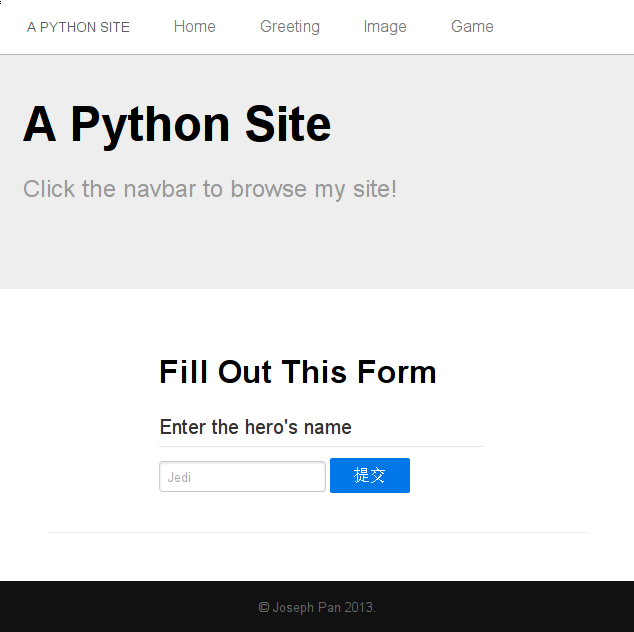 A PYTHON SITE Home Greeting Image Game
A Python Site
Click the navbar to browse my site!
Fill Out This Form
Enter the hero's name
Jedi 提交
© Joseph Pan 2013.